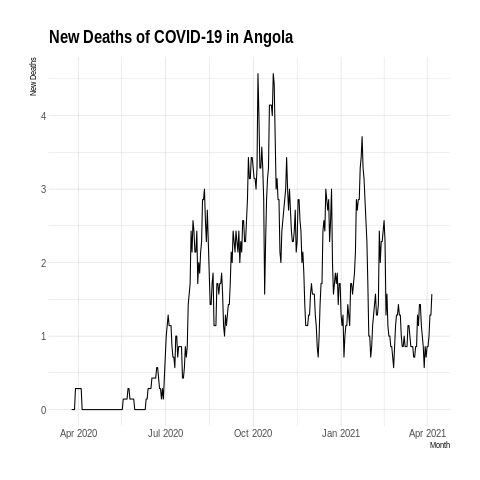 New Deaths of COVID-19 in Angola
New Deaths
4
3
2
1
0
Apr 2020 Jul 2020 Oct 2020 Jan 2021 Apr 2021
Month